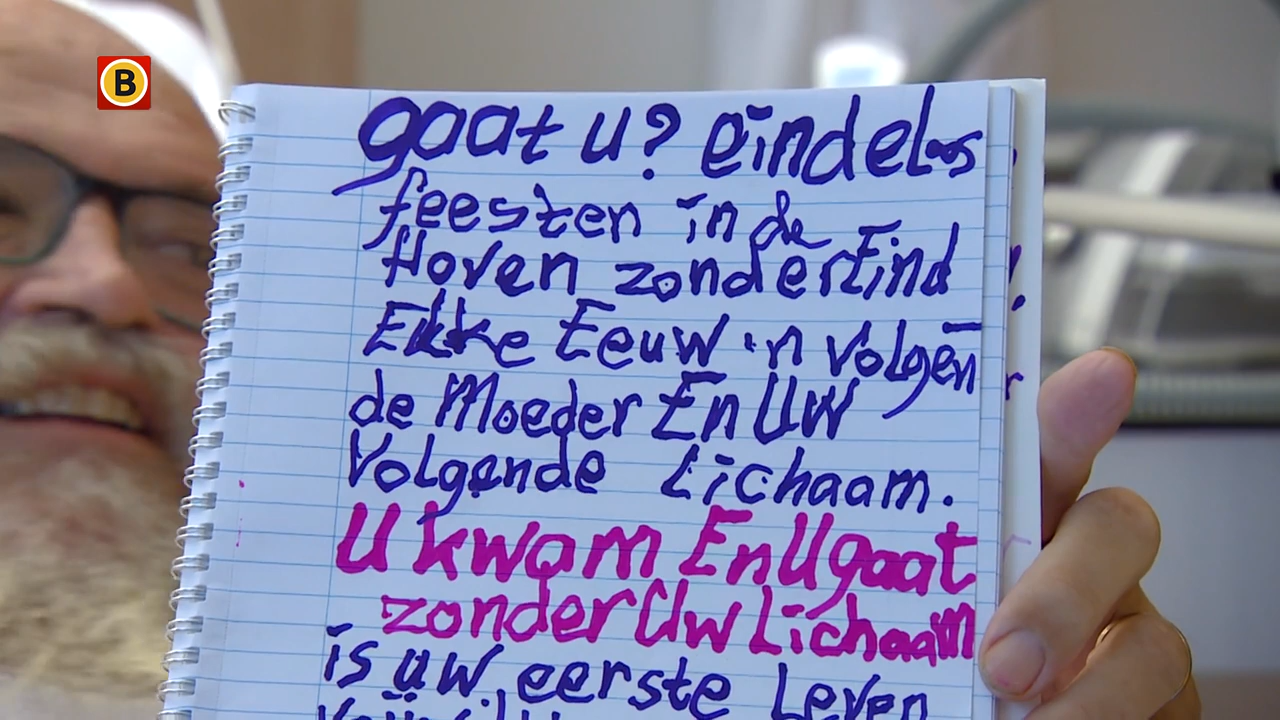 B
gaat u? eindeloos
feesten in de
Hoven zonder Eind
Elke Eeuw 'n volgen
de Moeder En UW
Volgende Lichaam.
U kwam En U gaat
zonder Uw Lichaam
is uw eerste Leven